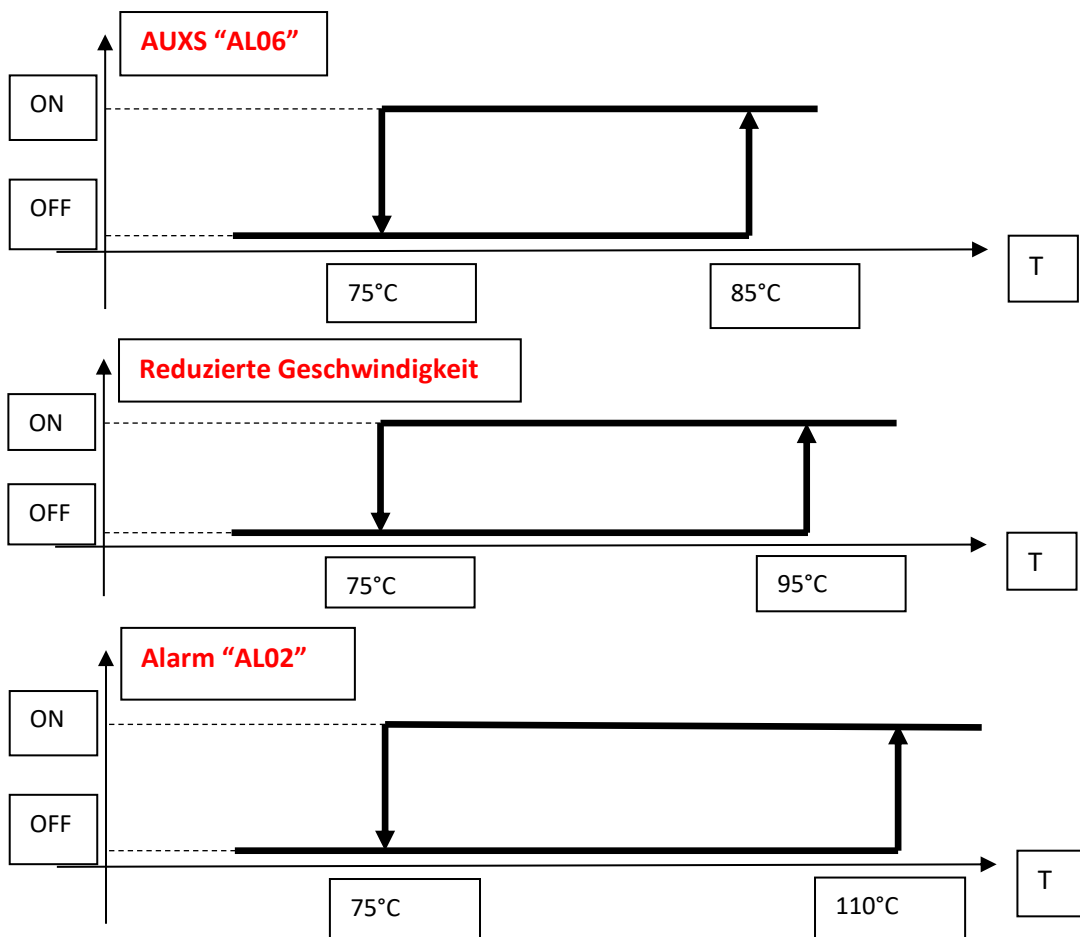 AUXS “AL06”
ON
OFF
75°C
85°C
T
Reduzierte Geschwindigkeit
ON
OFF
75°C
95°C
T
Alarm “AL02”
ON
OFF
75°C
110°C
T